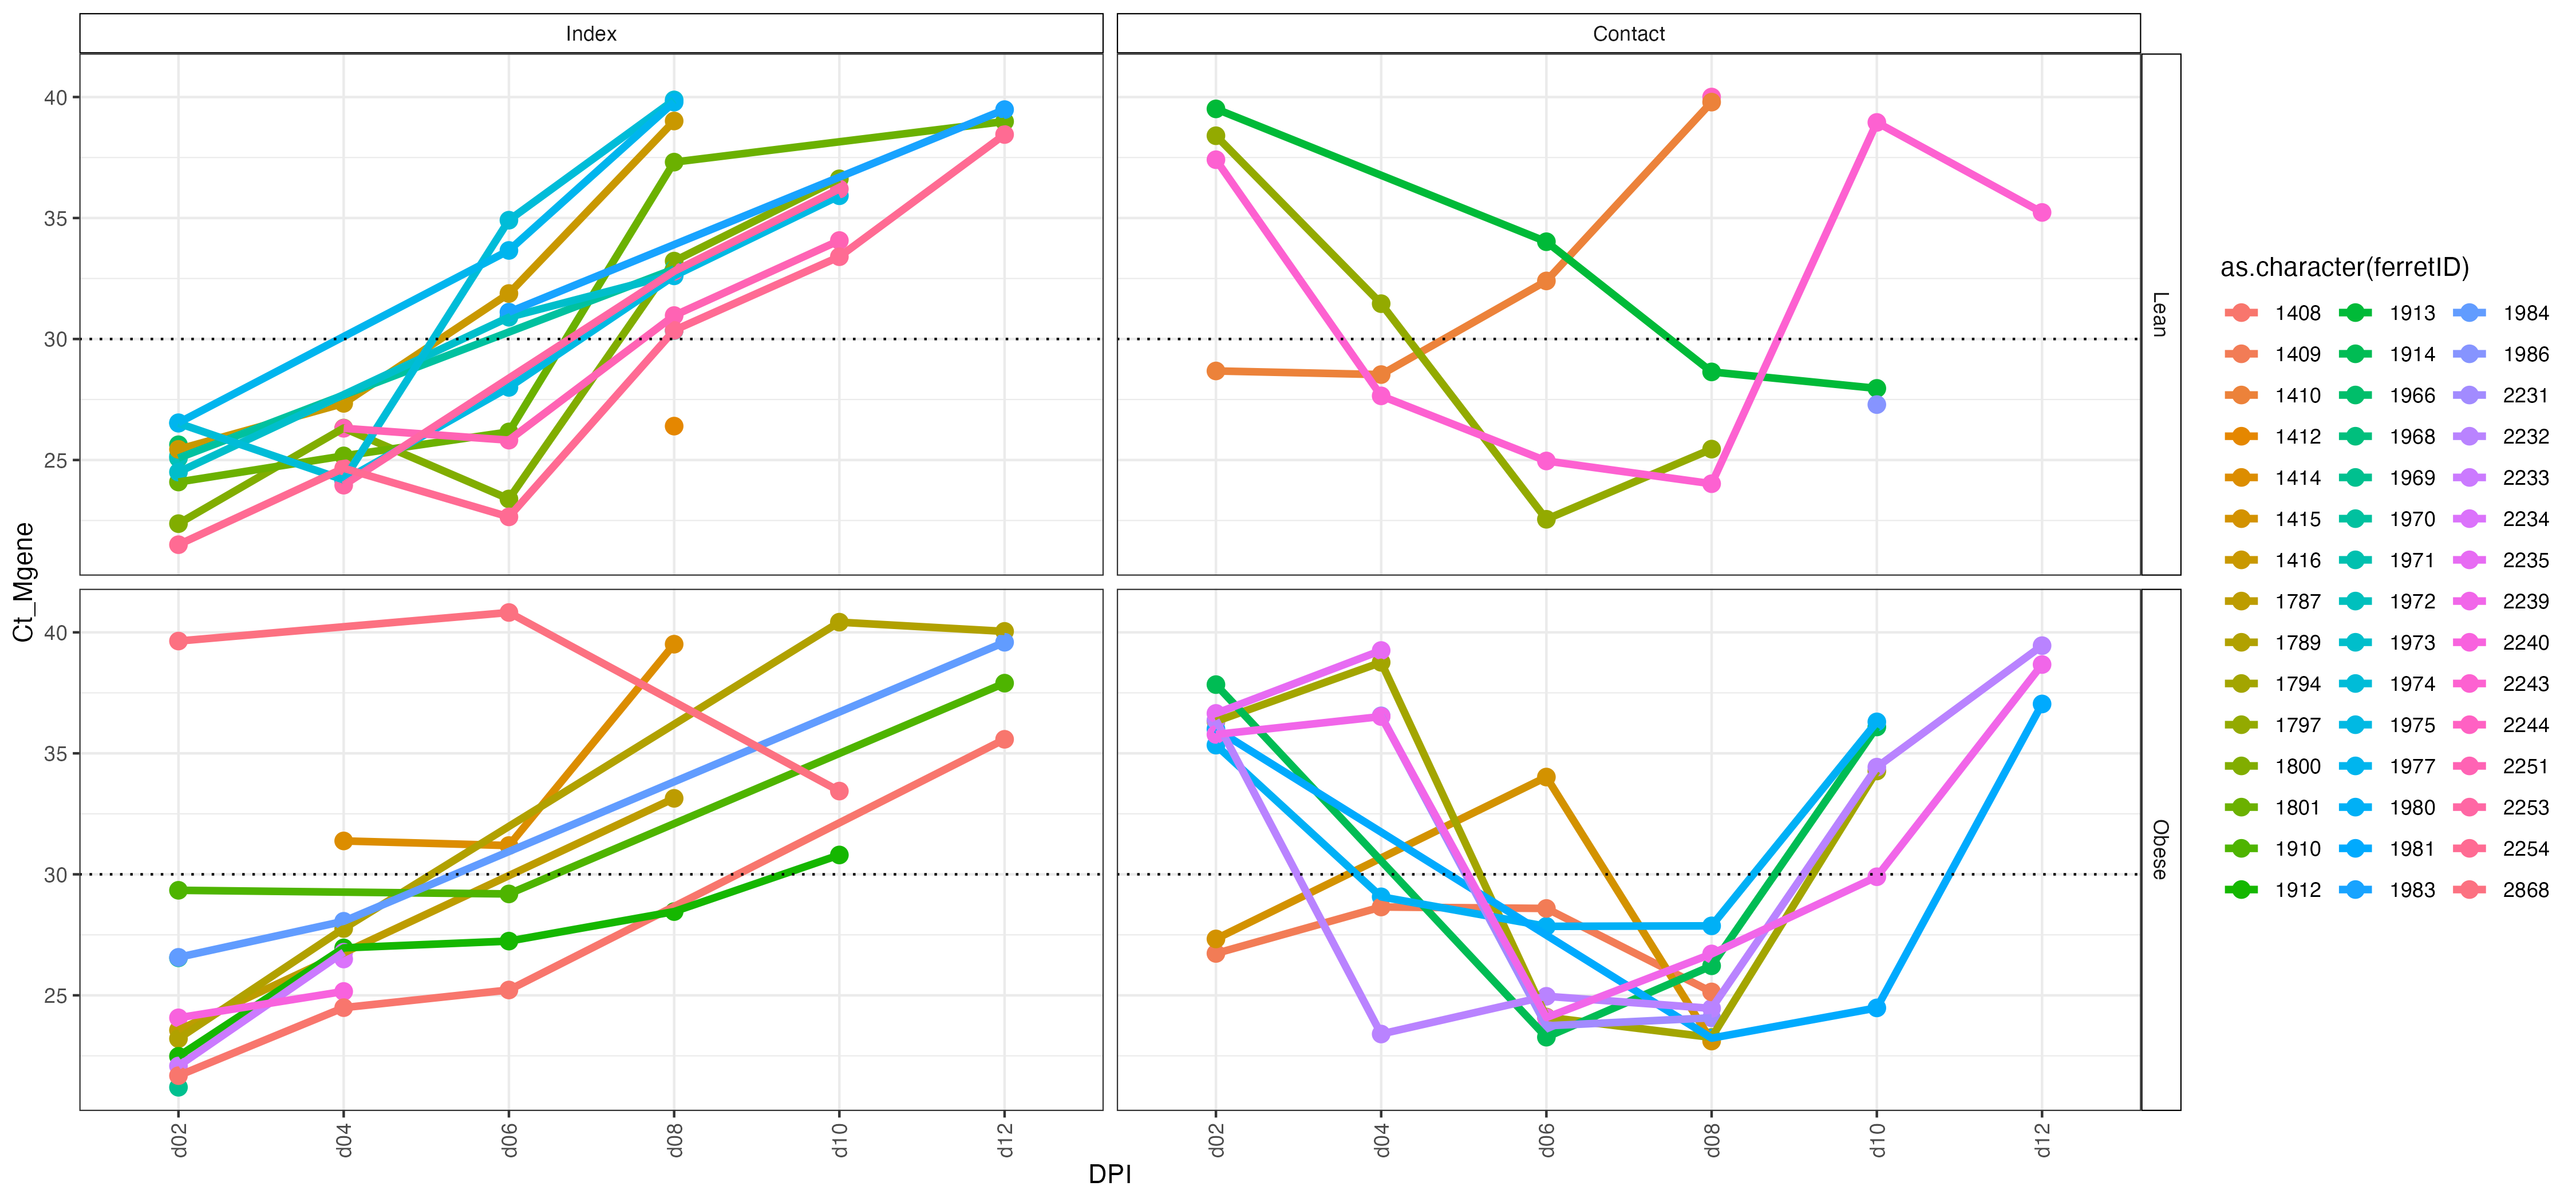 Index
Contact
40
35
30
25
Lean
40
35
30
25
Obese
Ct_Mgene
d02
d04
d06
d08
d10
d12
d02
d04
d06
d08
d10
d12
DPI
as.character(ferretID)
1408 1913 1984
1409 1914 1986
1410 1966 2231
1412 1968 2232
1414 1969 2233
1415 1970 2234
1416 1971 2235
1787 1972 2239
1789 1973 2240
1794 1974 2243
1797 1975 2244
1800 1977 2251
1801 1980 2253
1910 1981 2254
1912 1983 2868